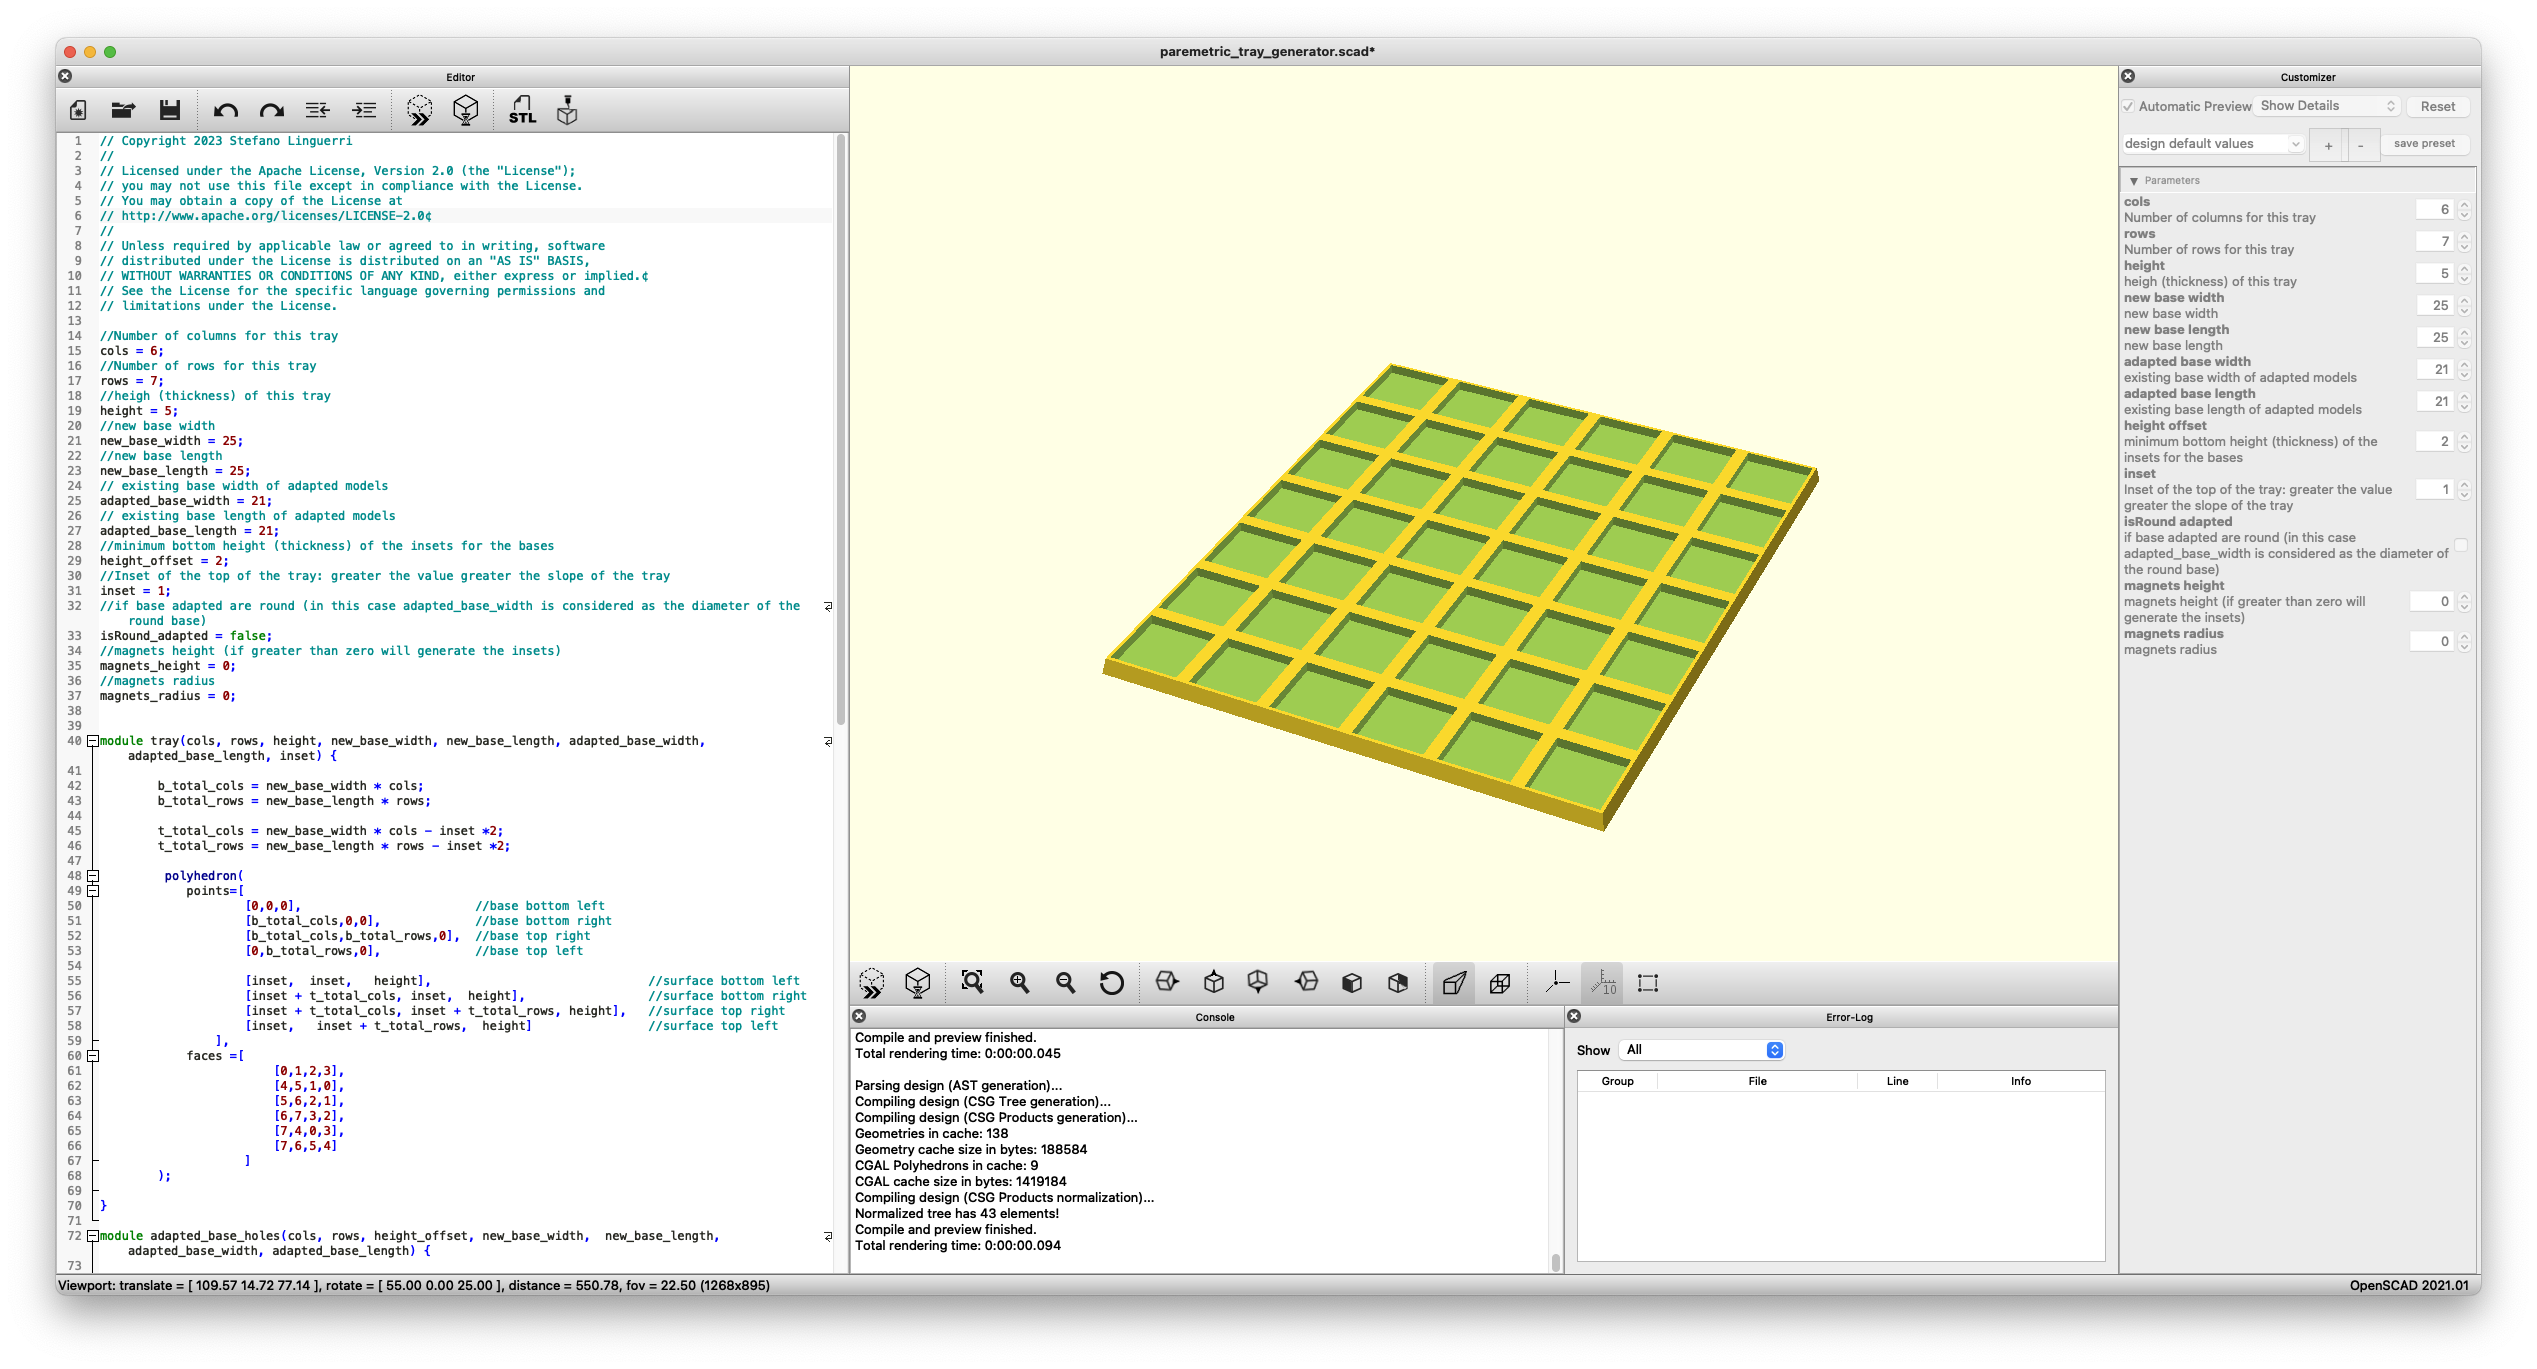 paremetric_tray_generator.scad*
Editor
STL
1 // Copyright 2023 Stefano Linguerri
2 //
3 // Licensed under the Apache License, Version 2.0 (the "License");
4 // you may not use this file except in compliance with the License.
5 // You may obtain a copy of the License at
6 // http://www.apache.org/licenses/LICENSE-2.0¢
7 //
8 // Unless required by applicable law or agreed to in writing, software
9 // distributed under the License is distributed on an "AS IS" BASIS,
10 // WITHOUT WARRANTIES OR CONDITIONS OF ANY KIND, either express or implied.¢
11 // See the License for the specific language governing permissions and
12 // limitations under the License.
13
14 //Number of columns for this tray
15 cols = 6;
16 //Number of rows for this tray
17 rows = 7;
18 //heigh (thickness) of this tray
19 height = 5;
20 //new base width
21 new_base_width = 25;
22 //new base length
23 new_base_length = 25;
24 // existing base width of adapted models
25 adapted_base_width = 21;
26 // existing base length of adapted models
27 adapted_base_length = 21;
28 //minimum bottom height (thickness) of the insets for the bases
29 height_offset = 2;
30 //Inset of the top of the tray: greater the value greater the slope of the tray
31 inset = 1;
32 //if base adapted are round (in this case adapted_base_width is considered as the diameter of the
round base)
33 isRound_adapted = false;
34 //magnets height (if greater than zero will generate the insets)
35 magnets_height = 0;
36 //magnets radius
37 magnets_radius = 0;
38
39
40 module tray(cols, rows, height, new_base_width, new_base_length, adapted_base_width,
adapted_base_length, inset) {
41
42 b_total_cols = new_base_width * cols;
43 b_total_rows = new_base_length * rows;
44
45 t_total_cols = new_base_width * cols - inset *2;
46 t_total_rows = new_base_length * rows - inset *2;
47
48 polyhedron(
49 points=[
50 [0,0,0], //base bottom left
51 [b_total_cols,0,0], //base bottom right
52 [b_total_cols,b_total_rows,0], //base top right
53 [0,b_total_rows,0], //base top left
54
55 [inset, inset, height], //surface bottom left
56 [inset + t_total_cols, inset, height], //surface bottom right
57 [inset + t_total_cols, inset + t_total_rows, height], //surface top right
58 [inset, inset + t_total_rows, height] //surface top left
59 ],
60 faces =[
61 [0,1,2,3],
62 [4,5,1,0],
63 [5,6,2,1],
64 [6,7,3,2],
65 [7,4,0,3],
66 [7,6,5,4]
67 ]
68 );
69
70 }
71
72 module adapted_base_holes(cols, rows, height_offset, new_base_width, new_base_length,
adapted_base_width, adapted_base_length) {
73
10
Console
Compile and preview finished.
Total rendering time: 0:00:00.045
Parsing design (AST generation)...
Compiling design (CSG Tree generation)...
Compiling design (CSG Products generation)...
Geometries in cache: 138
Geometry cache size in bytes: 188584
CGAL Polyhedrons in cache: 9
CGAL cache size in bytes: 1419184
Compiling design (CSG Products normalization)...
Normalized tree has 43 elements!
Compile and preview finished.
Total rendering time: 0:00:00.094
Error-Log
Show All
Group File Line Info
Customizer
Automatic Preview Show Details Reset
design default values + - save preset
Parameters
cols
Number of columns for this tray 6
rows
Number of rows for this tray 7
height
heigh (thickness) of this tray 5
new base width
new base width 25
new base length
new base length 25
adapted base width
existing base width of adapted models 21
adapted base length
existing base length of adapted models 21
height offset
minimum bottom height (thickness) of the 2
insets for the bases
inset
Inset of the top of the tray: greater the value 1
greater the slope of the tray
isRound adapted
if base adapted are round (in this case
adapted_base_width is considered as the diameter of
the round base)
magnets height
magnets height (if greater than zero will 0
generate the insets)
magnets radius
magnets radius 0
Viewport: translate = [ 109.57 14.72 77.14 ], rotate = [ 55.00 0.00 25.00 ], distance = 550.78, fov = 22.50 (1268x895)
OpenSCAD 2021.01